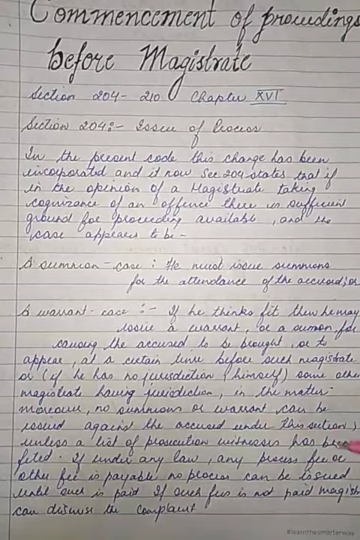 Commencement of proceedings
before Magistrate
Section 204-210 Chapter XVI
Section 204:- Issue of Process
In the present code this change has been
incorporated and it now Sec 204 states that if
in the openion of a Magistrate taking
cognizance of an offence there is sufficient
ground for proceeding available, and the
case appears to be -
A summon - case : He must issue summons
for the attendance of the accused; or
A warrant - case :- If he thinks fit then he may
issue a warrant, or a summon for
causing the accused to be brought, or to
appear, at a certain time before such magistrate
or (if he has no jurisdiction (himself) some other
magistrate having jurisdiction, in the matter.
moreover, no summons or warrant can be
issued against the accused under this section,
unless a list of prosecution witnesses has been
filed. If under any law, any process fee or
other fee is payable no process can be issued
until is paid If such fees is not paid magistr
can dismiss the complaint
#learnthesmarterway